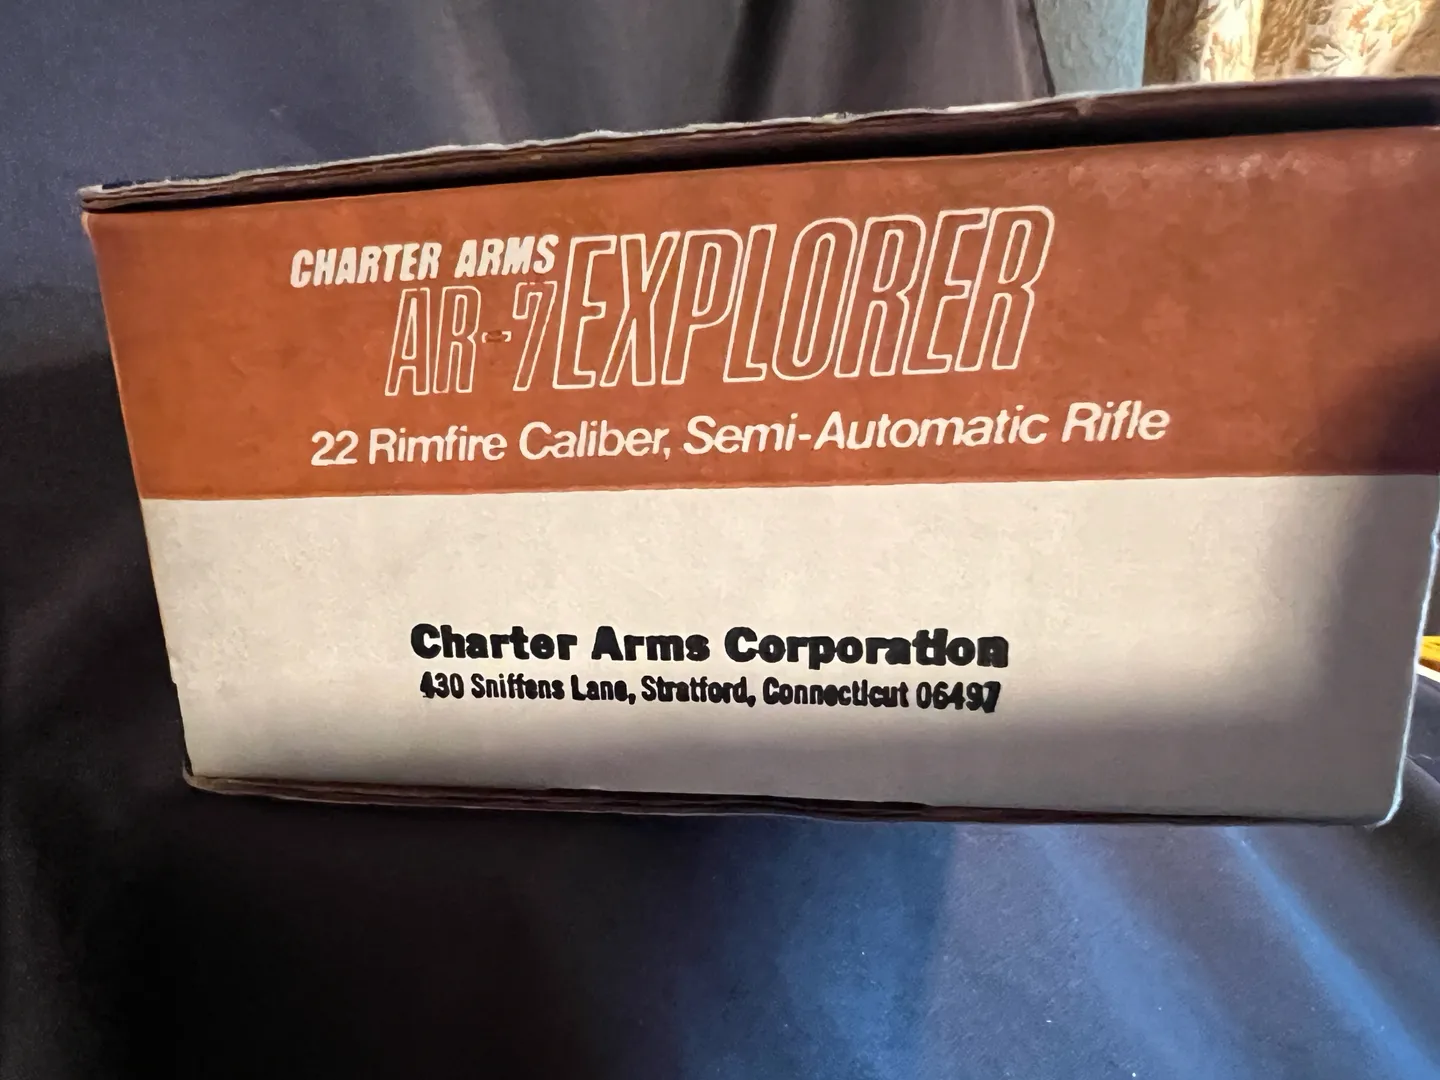 CHARTER ARMS
AR-7 EXPLORER
22 Rimfire Caliber, Semi-Automatic Rifle
Charter Arms Corporation
430 Sniffens Lane, Stratford, Connecticut 06497